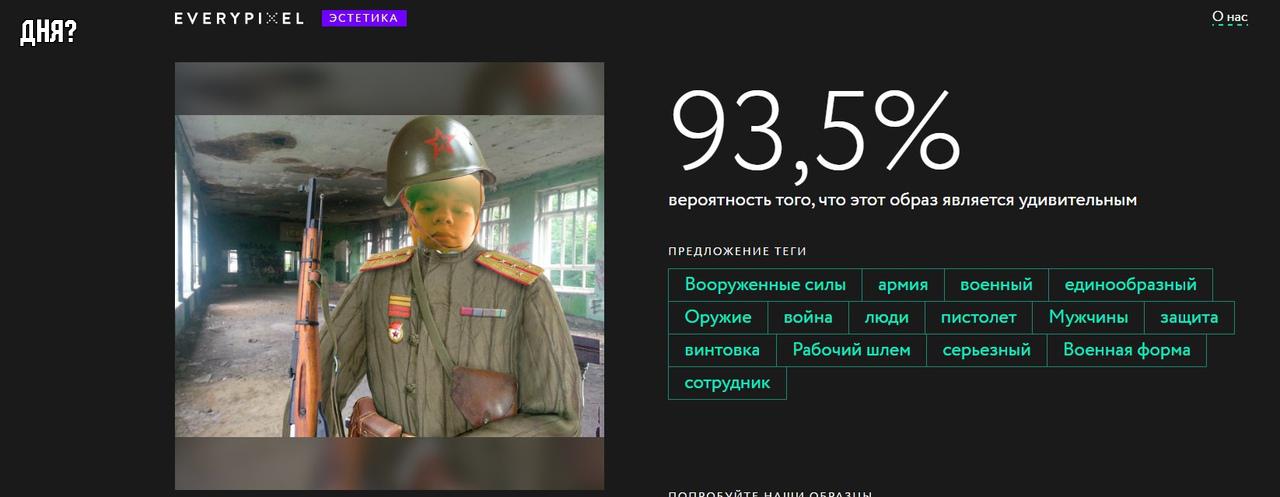 ДНЯ?
EVERYPIXEL ЭСТЕТИКА
О нас
93,5%
вероятность того, что этот образ является удивительным
ПРЕДЛОЖЕНИЕ ТЕГИ
Вооруженные силы армия военный единообразный
Оружие война люди пистолет Мужчины защита
винтовка Рабочий шлем серьезный Военная форма
сотрудник
ПОПРОБУЙТЕ НАШИ ОБРАЗЦЫ